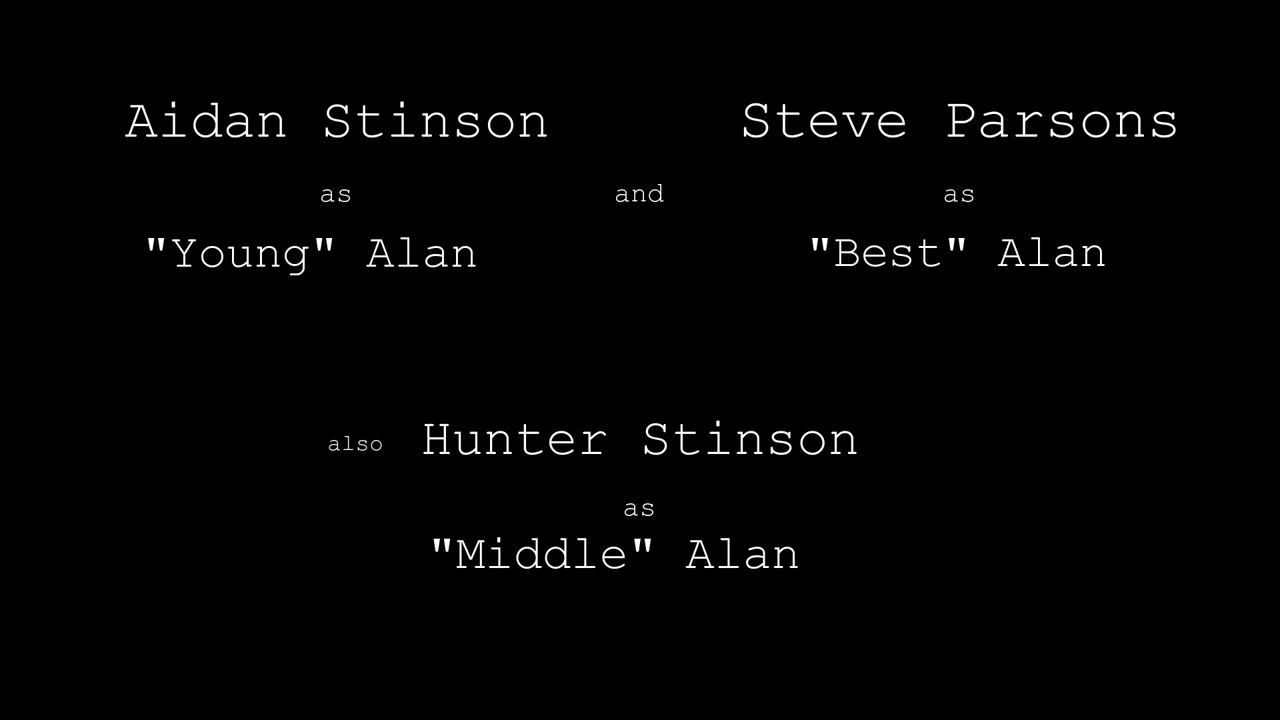 Aidan Stinson
as
"Young" Alan
and
Steve Parsons
as
"Best" Alan
also Hunter Stinson
as
"Middle" Alan